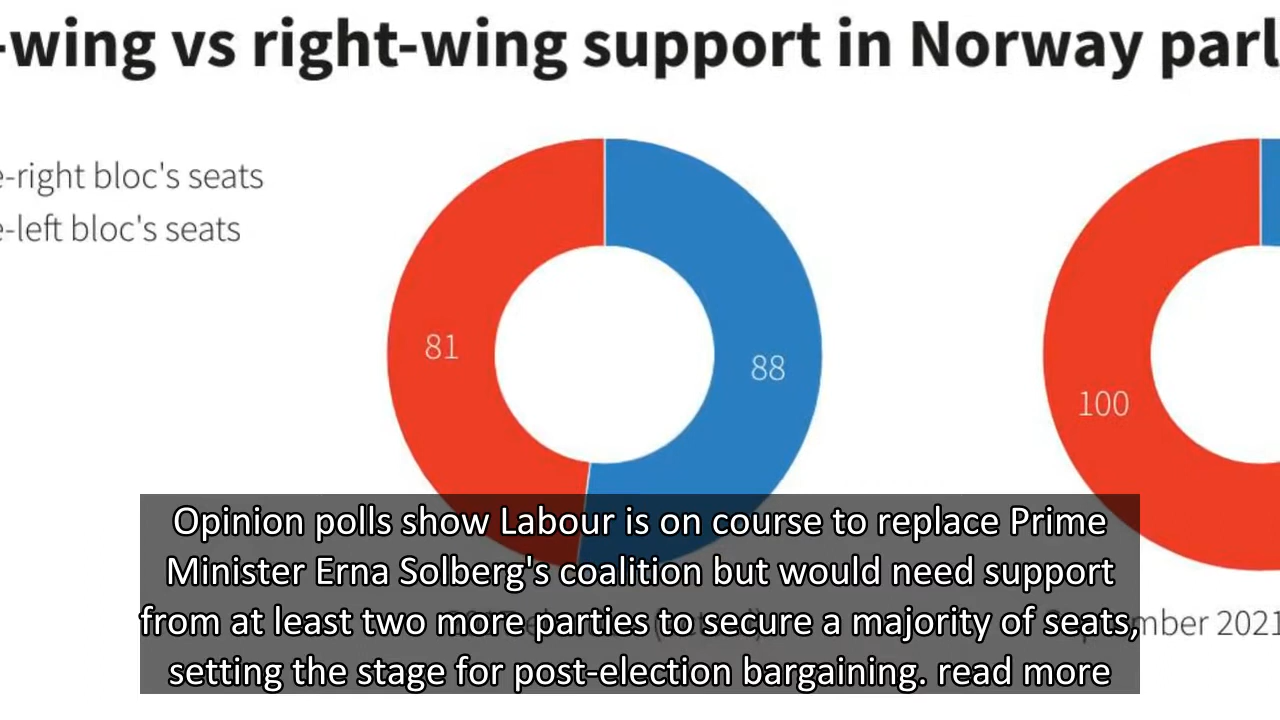 -wing vs right-wing support in Norway parl
e-right bloc's seats
e-left bloc's seats
81
88
100
Opinion polls show Labour is on course to replace Prime
Minister Erna Solberg's coalition but would need support
from at least two more parties to secure a majority of seats,
setting the stage for post-election bargaining. read more
mber 2021